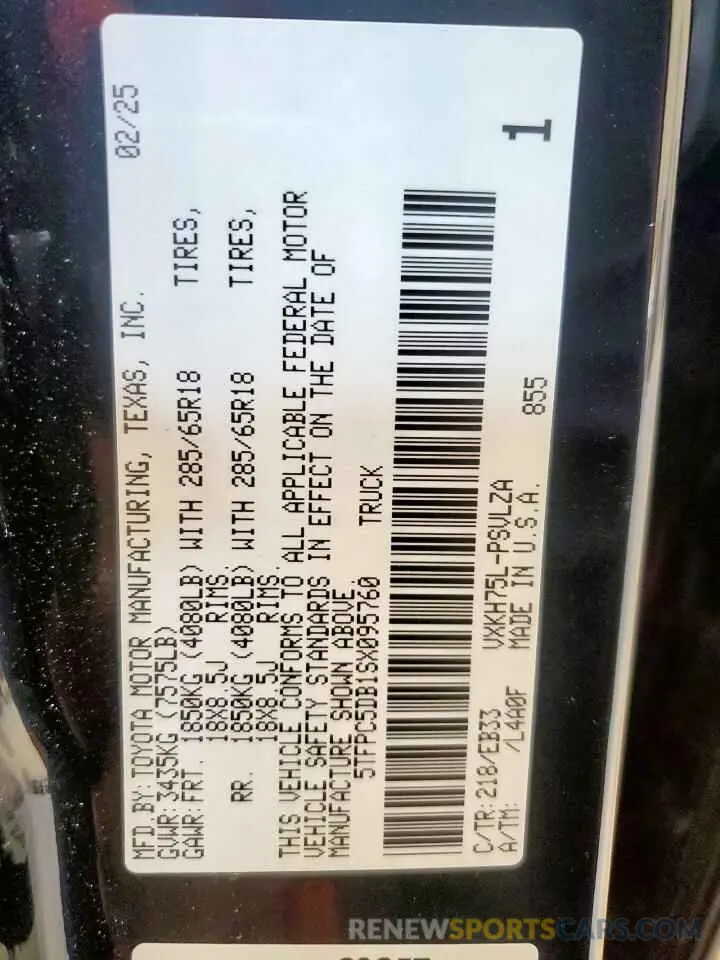 MFD.BY:TOYOTA MOTOR MANUFACTURING, TEXAS, INC. 02/25
GVWR:3435KG(7575LB)
GAWR:FRT. 1850KG(4080LB)WITH 285/65R18 TIRES,
18X8.5J RIMS
RR. 1850KG(4080LB)WITH 285/65R18 TIRES,
18X8.5J RIMS.
THIS VEHICLE CONFORMS TO ALL APPLICABLE FEDERAL MOTOR
VEHICLE SAFETY STANDARDS IN EFFECT ON THE DATE OF
MANUFACTURE SHOWN ABOVE.
5TFPC5DB1SX095760 TRUCK
1
C/TR:218/EB33 VXKH75L-PSVLZA 855
A/TM: /L4A0F MADE IN U.S.A.
RENEWSPORTSCARS.COM